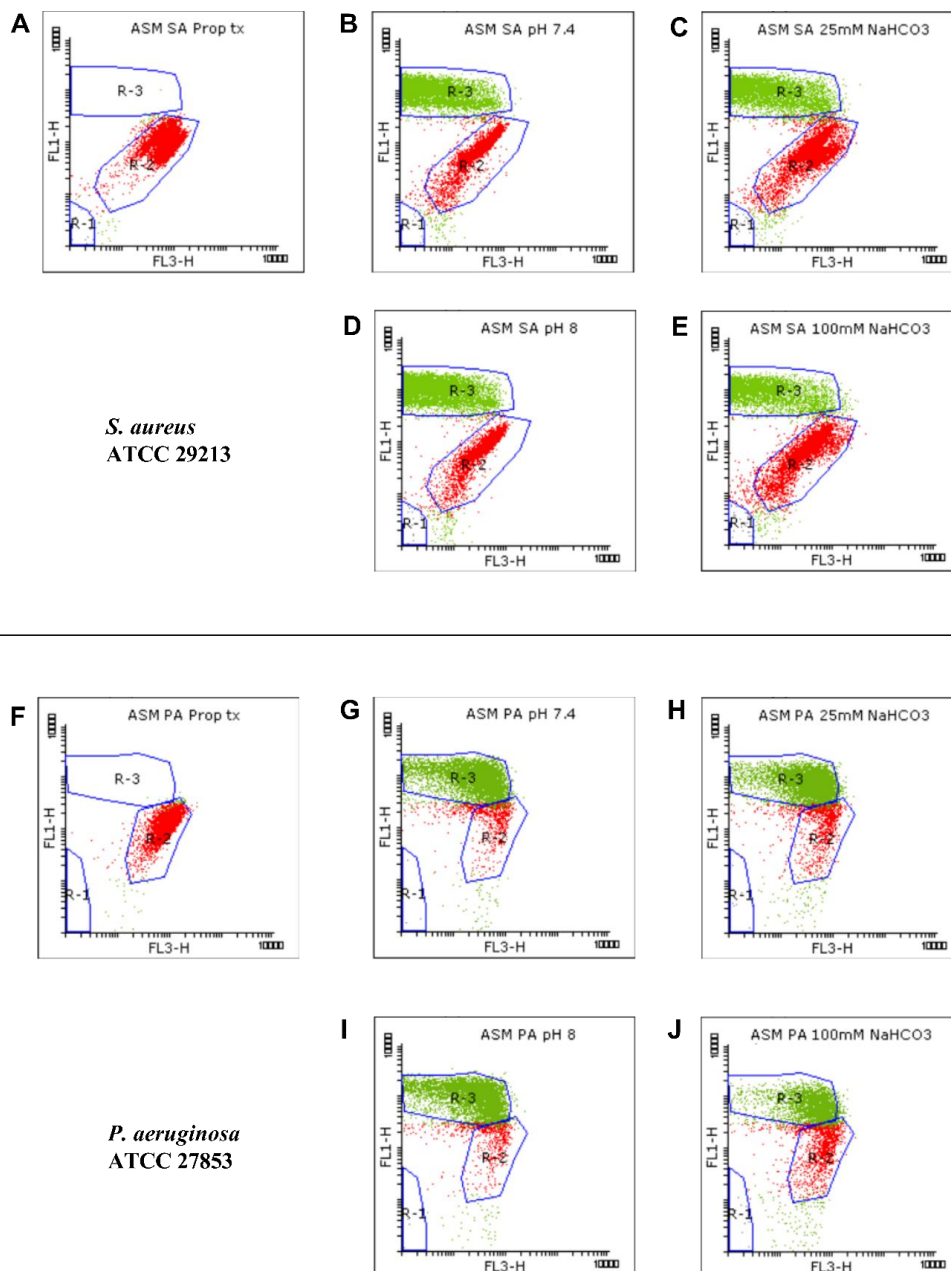 A
ASM SA Prop tx
R-3
R-2
R-1
FL1-H
FL3-H
B
ASM SA pH 7.4
R-3
R-2
R-1
FL1-H
FL3-H
C
ASM SA 25mM NaHCO3
R-3
R-2
R-1
FL1-H
FL3-H
S. aureus
ATCC 29213
D
ASM SA pH 8
R-3
R-2
R-1
FL1-H
FL3-H
E
ASM SA 100mM NaHCO3
R-3
R-2
R-1
FL1-H
FL3-H
F
ASM PA Prop tx
R-3
R-2
R-1
FL1-H
FL3-H
G
ASM PA pH 7.4
R-3
R-2
R-1
FL1-H
FL3-H
H
ASM PA 25mM NaHCO3
R-3
R-2
R-1
FL1-H
FL3-H
P. aeruginosa
ATCC 27853
I
ASM PA pH 8
R-3
R-2
R-1
FL1-H
FL3-H
J
ASM PA 100mM NaHCO3
R-3
R-2
R-1
FL1-H
FL3-H